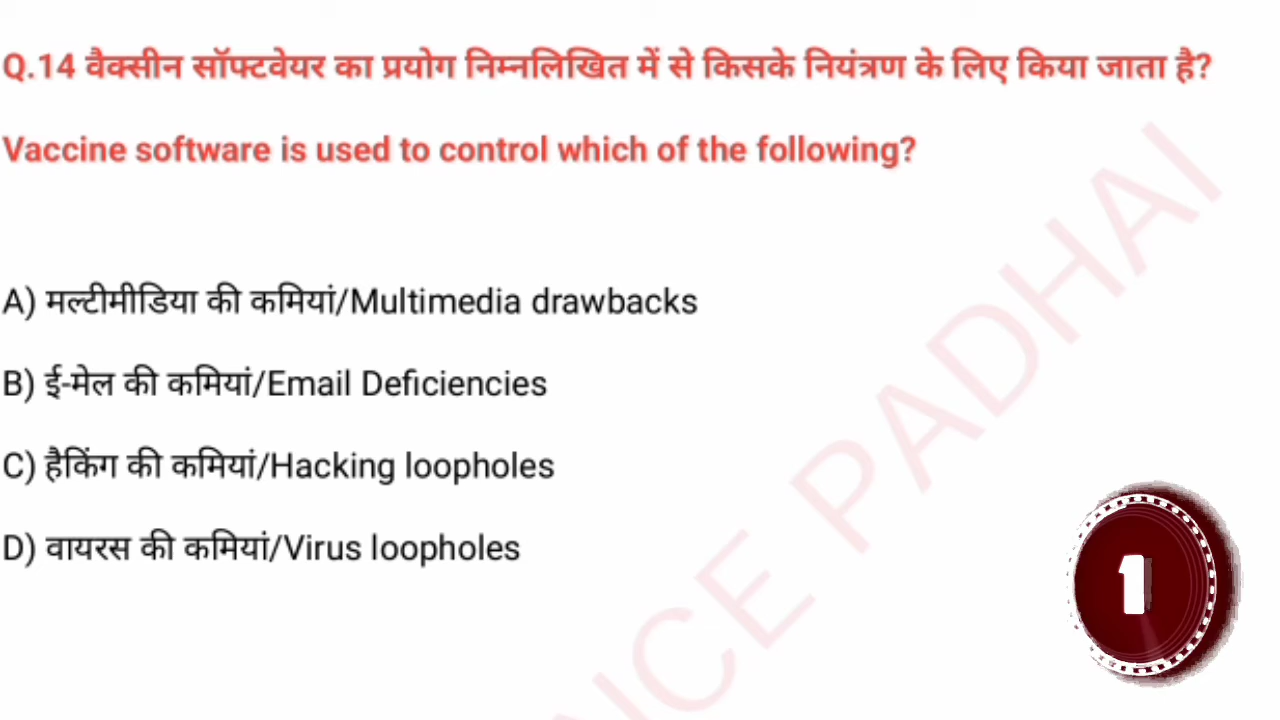 Q.14 वैक्सीन सॉफ्टवेयर का प्रयोग निम्नलिखित में से किसके नियंत्रण के लिए किया जाता है?
Vaccine software is used to control which of the following?
A) मल्टीमीडिया की कमियां/Multimedia drawbacks
B) ई-मेल की कमियां/Email Deficiencies
C) हैकिंग की कमियां/Hacking loopholes
D) वायरस की कमियां/Virus loopholes
1
PADHAI